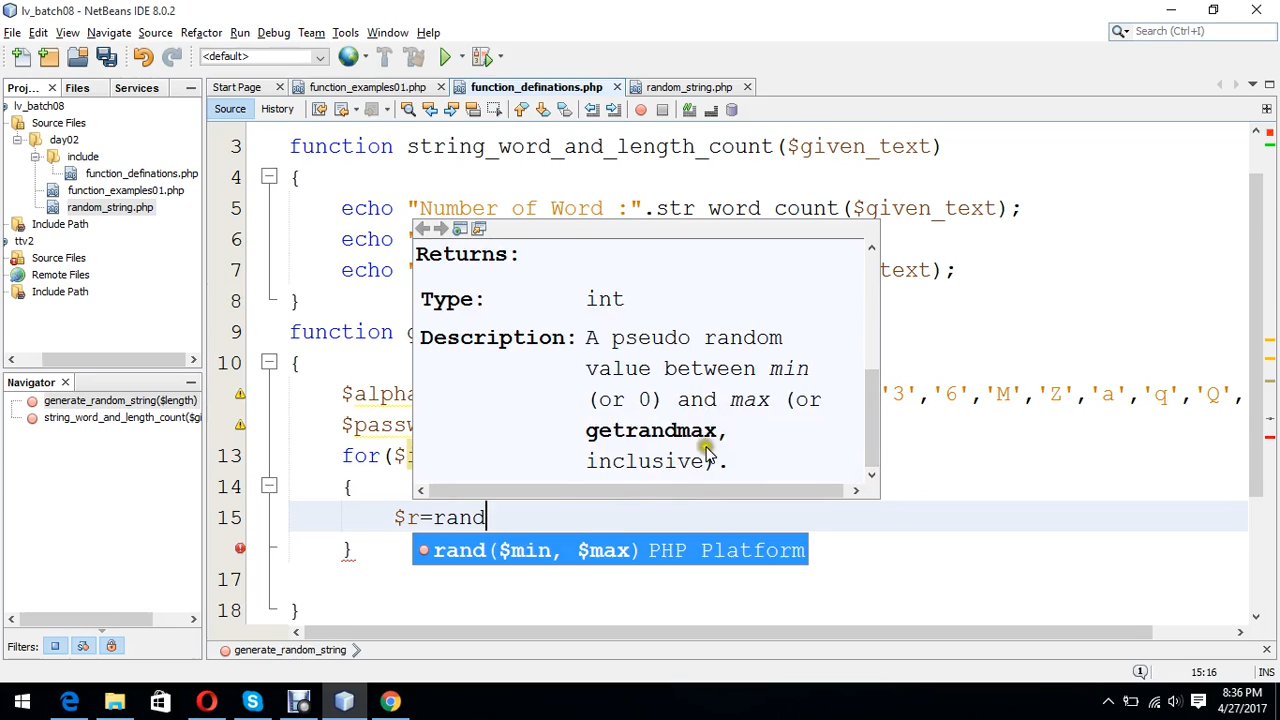 lv_batch08 - NetBeans IDE 8.0.2
File Edit View Navigate Source Refactor Run Debug Team Tools Window Help
Search (Ctrl+I)
<default>
Proj... Files Services
Start Page function_examples01.php function_definations.php random_string.php
lv_batch08
Source Files
day02
include
function_definations.php
function_examples01.php
random_string.php
Include Path
ttv2
Source Files
Remote Files
Include Path
Source History
3 function string_word_and_length_count($given_text)
4 {
5 echo "Number of Word :".str_word_count($given_text);
6 echo "
7 echo " text);
8 }
9 function g
10 {
$alpha '3','6','M','Z','a','q','Q',
$passw
13 for($i
14 {
15 $r=rand
}
17
18 }
Returns:
Type: int
Description: A pseudo random
value between min
(or 0) and max (or
getrandmax,
inclusive).
rand($min, $max) PHP Platform
Navigator
generate_random_string($length)
string_word_and_length_count($gi
Filters:
generate_random_string
1
15:16 INS
8:36 PM
4/27/2017